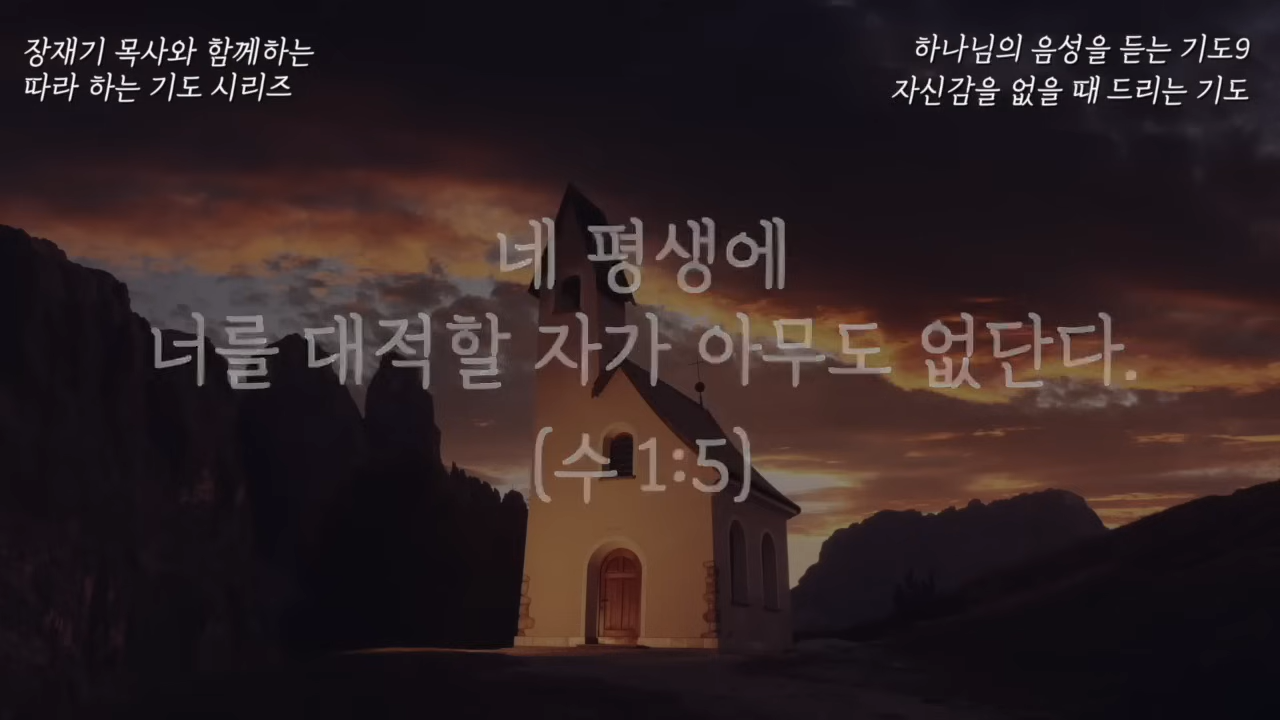 장재기 목사와 함께하는
따라 하는 기도 시리즈
하나님의 음성을 듣는 기도9
자신감을 없을 때 드리는 기도
네 평생에
너를 대적할 자가 아무도 없단다.
(수 1:5)